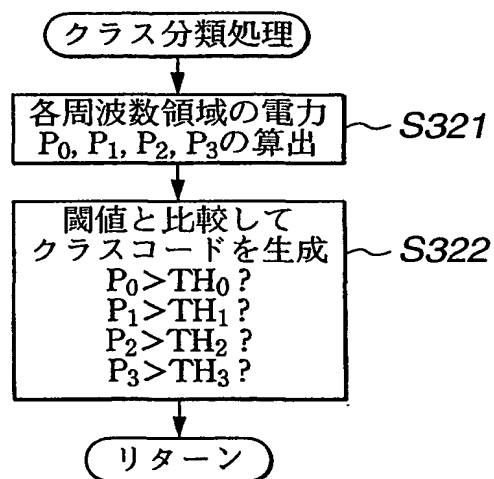 クラス分類処理
各周波数領域の電力
P₀, P₁, P₂, P₃の算出
S321
閾値と比較して
クラスコードを生成
P₀>TH₀?
P₁>TH₁?
P₂>TH₂?
P₃>TH₃?
S322
リターン